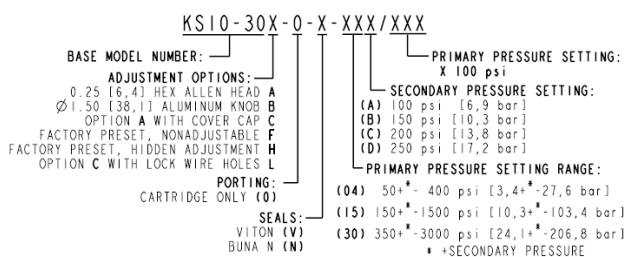 KS10-30X-0-X-XXX/XXX
BASE MODEL NUMBER:
ADJUSTMENT OPTIONS:
0.25 [6,4] HEX ALLEN HEAD A
Ø1.50 [38,1] ALUMINUM KNOB B
OPTION A WITH COVER CAP C
FACTORY PRESET, NONADJUSTABLE F
FACTORY PRESET, HIDDEN ADJUSTMENT H
OPTION C WITH LOCK WIRE HOLES L
PORTING:
CARTRIDGE ONLY (0)
SEALS:
VITON (V)
BUNA N (N)
PRIMARY PRESSURE SETTING:
X 100 psi
SECONDARY PRESSURE SETTING:
(A) 100 psi [6,9 bar]
(B) 150 psi [10,3 bar]
(C) 200 psi [13,8 bar]
(D) 250 psi [17,2 bar]
PRIMARY PRESSURE SETTING RANGE:
(04) 50+*- 400 psi [3,4+*-27,6 bar]
(15) 150+*-1500 psi [10,3+*-103,4 bar]
(30) 350+*-3000 psi [24,1+*-206,8 bar]
* +SECONDARY PRESSURE